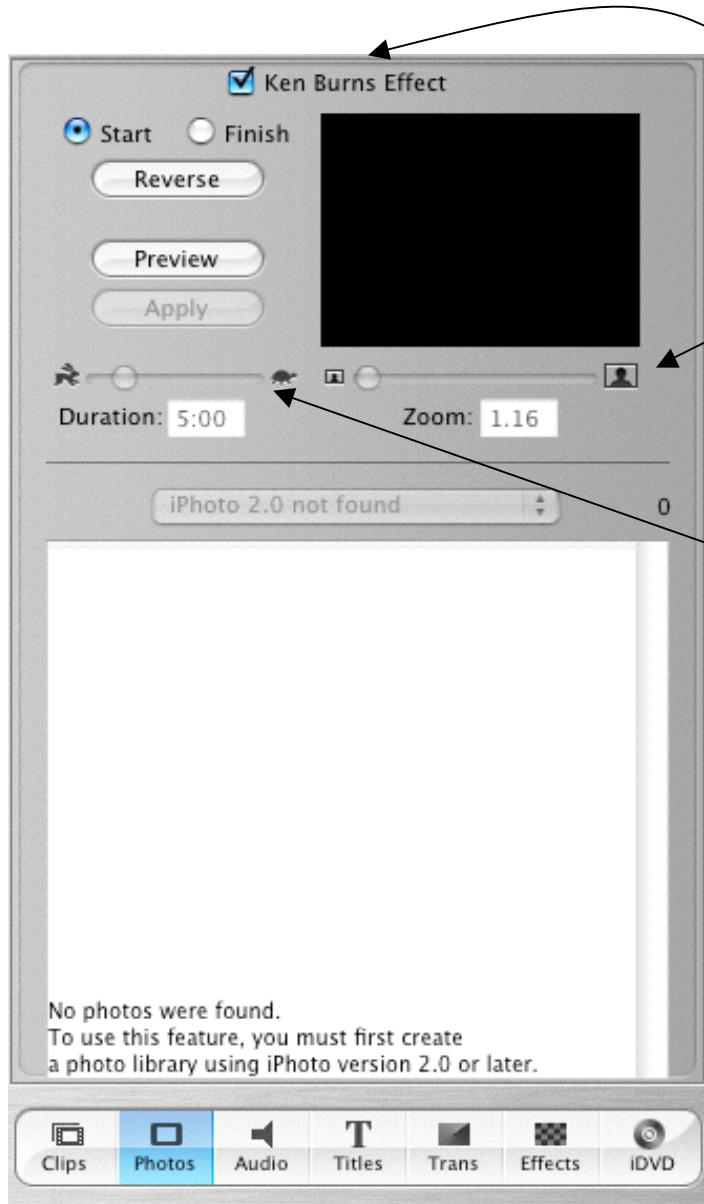 Ken Burns Effect
Start Finish
Reverse
Preview
Apply
Duration: 5:00 Zoom: 1.16
iPhoto 2.0 not found 0
No photos were found.
To use this feature, you must first create
a photo library using iPhoto version 2.0 or later.
Clips Photos Audio Titles Trans Effects iDVD